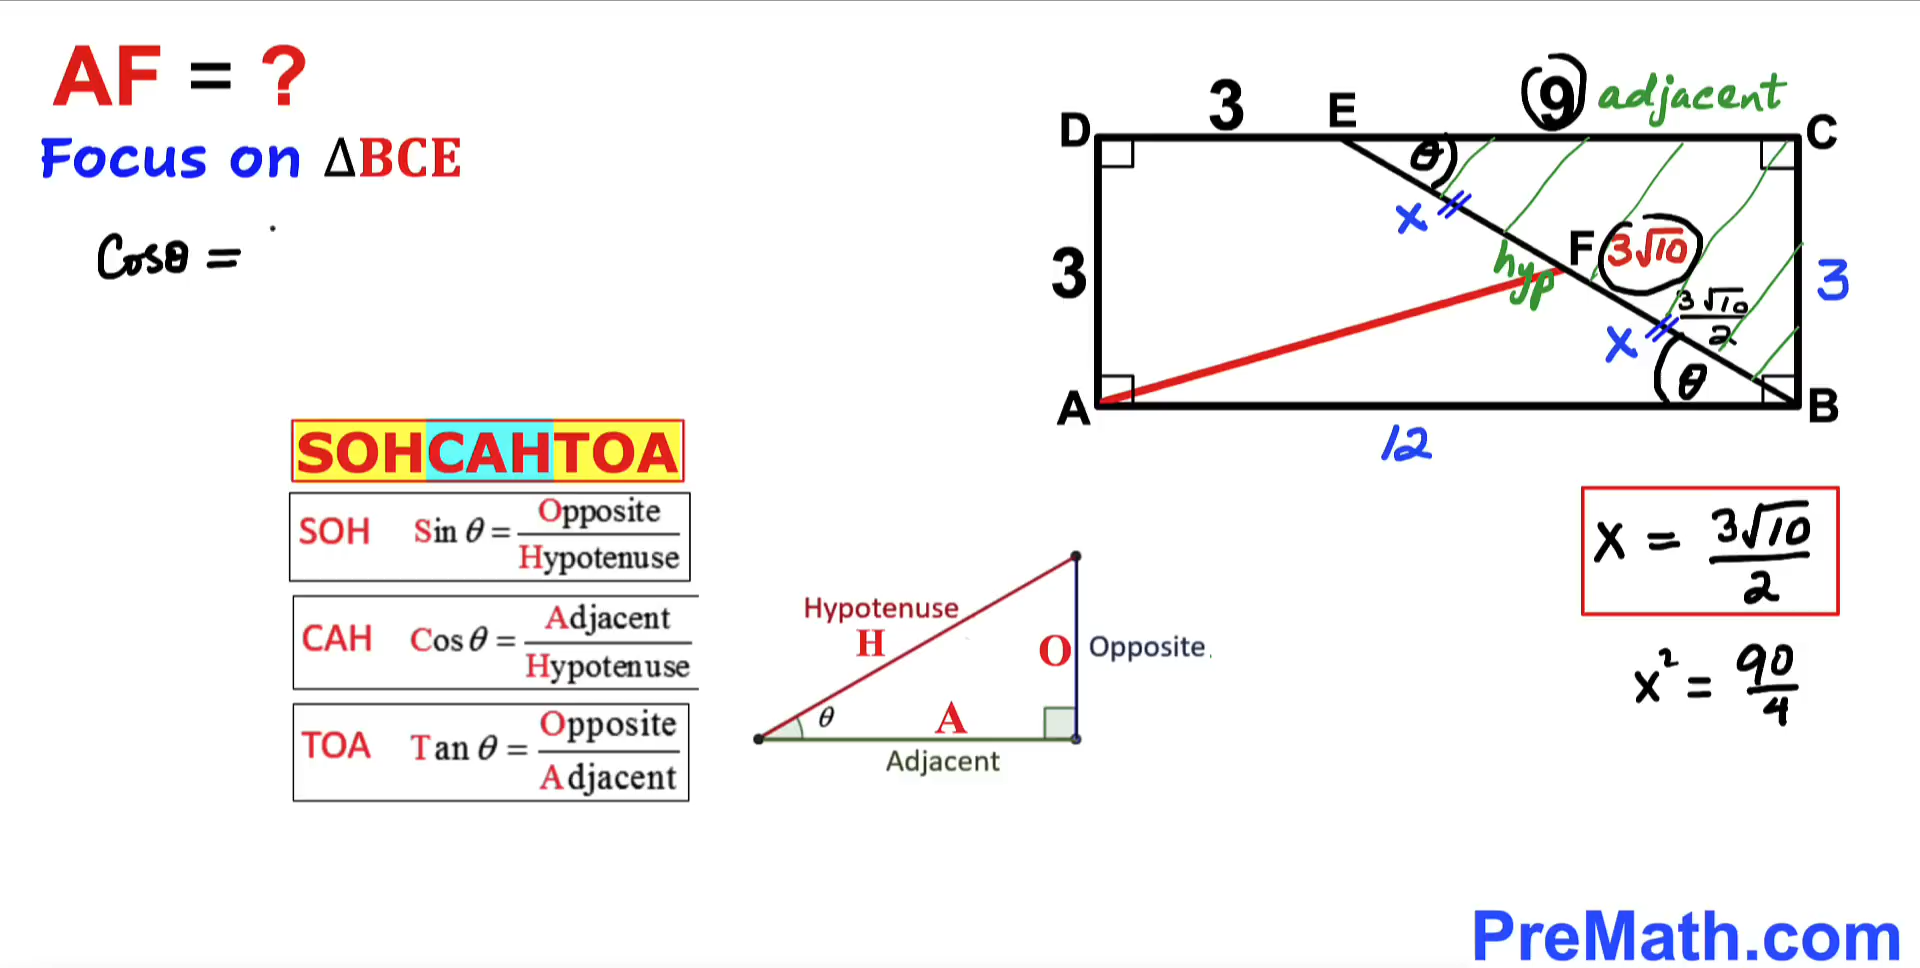 AF = ?
Focus on ΔBCE
Cosθ =
3 E (9) adjacent
D C
θ
x
F 3√10
hyp
3 3
3√10/2
x
θ
A B
12
SOHCAHTOA
SOH Sin θ = Opposite/Hypotenuse
CAH Cos θ = Adjacent/Hypotenuse
TOA Tan θ = Opposite/Adjacent
Hypotenuse
H
O Opposite
θ A
Adjacent
x = 3√10/2
x² = 90/4
PreMath.com